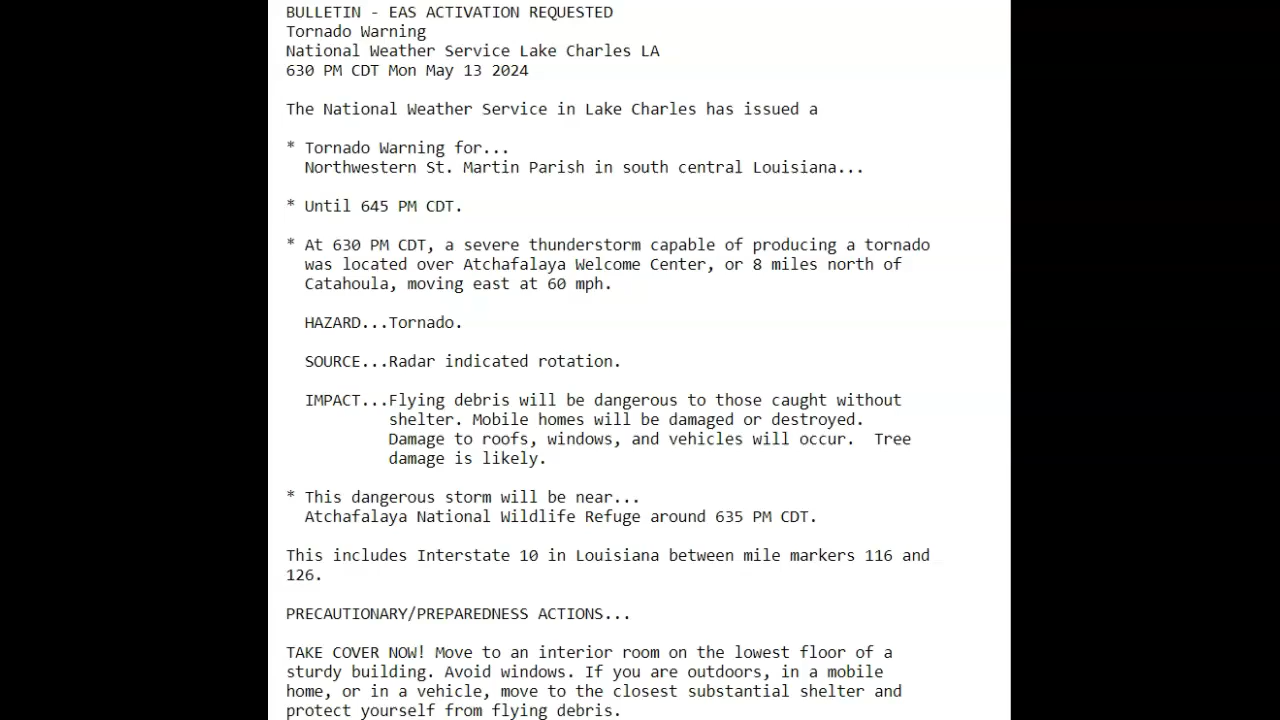 BULLETIN - EAS ACTIVATION REQUESTED
Tornado Warning
National Weather Service Lake Charles LA
630 PM CDT Mon May 13 2024
The National Weather Service in Lake Charles has issued a
* Tornado Warning for...
Northwestern St. Martin Parish in south central Louisiana...
* Until 645 PM CDT.
* At 630 PM CDT, a severe thunderstorm capable of producing a tornado
was located over Atchafalaya Welcome Center, or 8 miles north of
Catahoula, moving east at 60 mph.
HAZARD...Tornado.
SOURCE...Radar indicated rotation.
IMPACT...Flying debris will be dangerous to those caught without
shelter. Mobile homes will be damaged or destroyed.
Damage to roofs, windows, and vehicles will occur.  Tree
damage is likely.
* This dangerous storm will be near...
Atchafalaya National Wildlife Refuge around 635 PM CDT.
This includes Interstate 10 in Louisiana between mile markers 116 and
126.
PRECAUTIONARY/PREPAREDNESS ACTIONS...
TAKE COVER NOW! Move to an interior room on the lowest floor of a
sturdy building. Avoid windows. If you are outdoors, in a mobile
home, or in a vehicle, move to the closest substantial shelter and
protect yourself from flying debris.